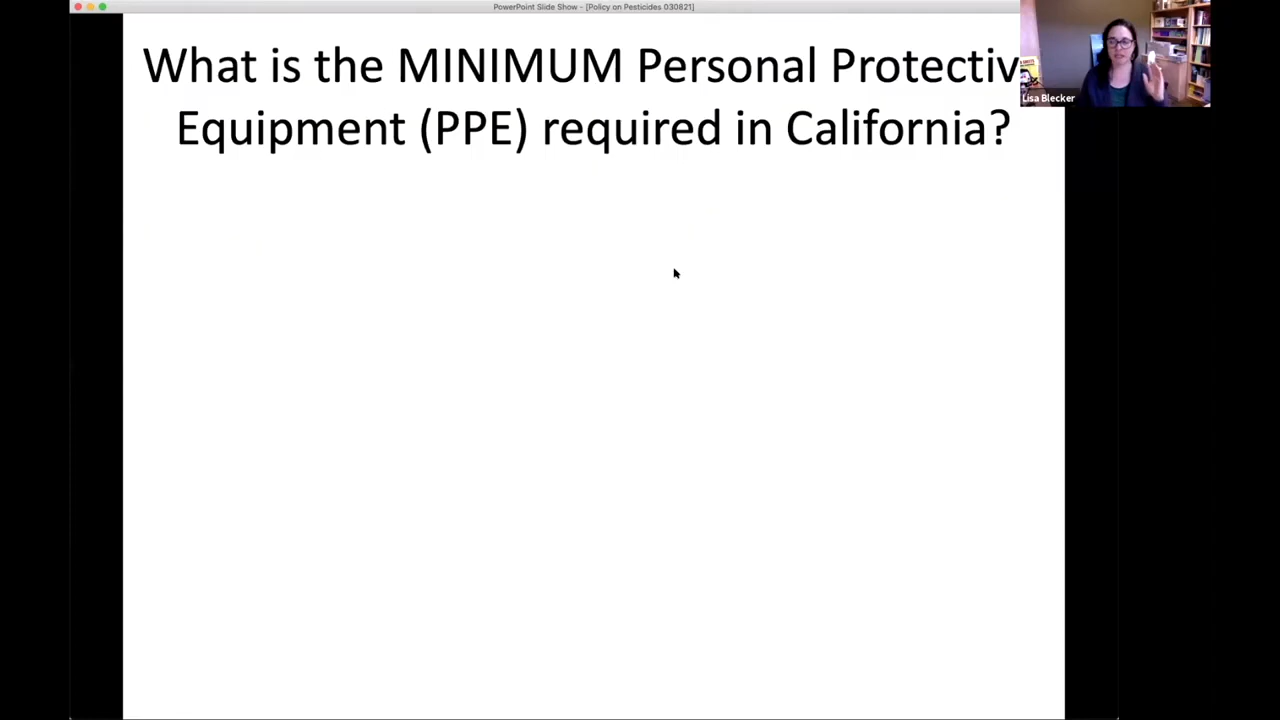 PowerPoint Slide Show - [Policy on Pesticides 030821]
What is the MINIMUM Personal Protectiv
Equipment (PPE) required in California?
Lisa Blecker